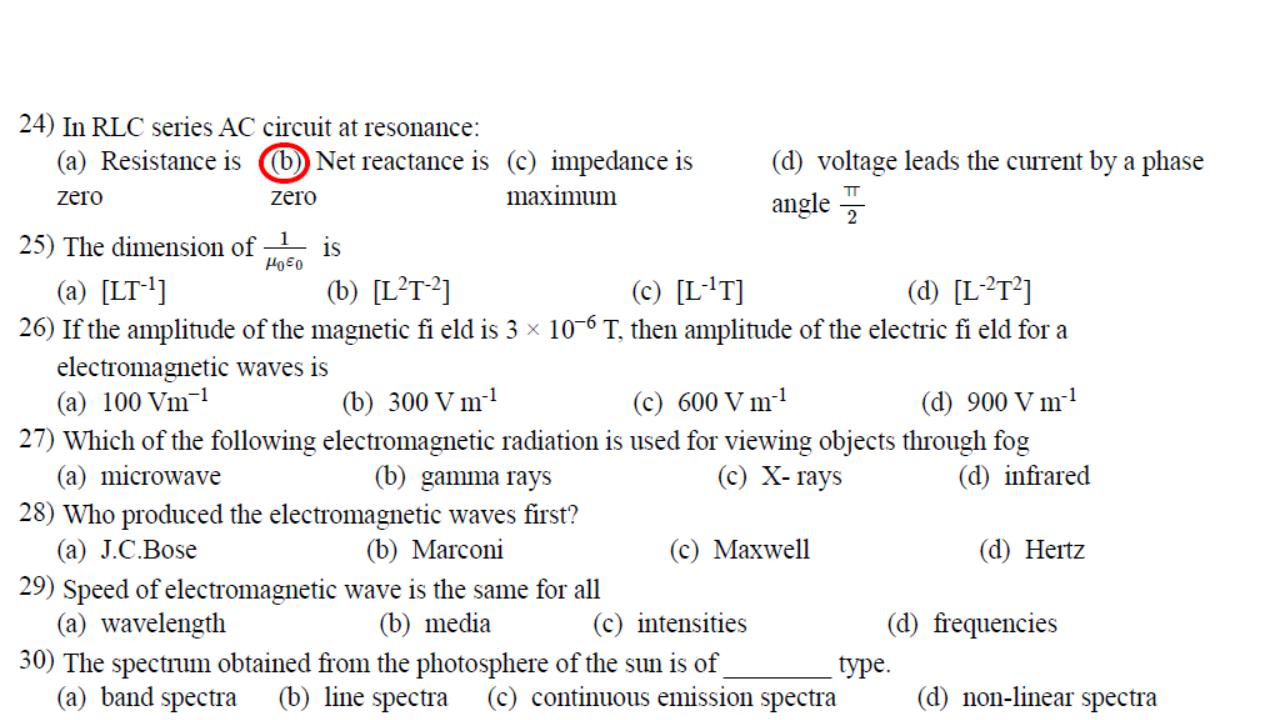 24) In RLC series AC circuit at resonance:
(a) Resistance is zero (b) Net reactance is zero (c) impedance is maximum (d) voltage leads the current by a phase angle π/2
25) The dimension of 1/μ₀ε₀ is
(a) [LT⁻¹] (b) [L²T⁻²] (c) [L⁻¹T] (d) [L⁻²T²]
26) If the amplitude of the magnetic fi eld is 3 × 10⁻⁶ T, then amplitude of the electric fi eld for a
electromagnetic waves is
(a) 100 Vm⁻¹ (b) 300 V m⁻¹ (c) 600 V m⁻¹ (d) 900 V m⁻¹
27) Which of the following electromagnetic radiation is used for viewing objects through fog
(a) microwave (b) gamma rays (c) X- rays (d) infrared
28) Who produced the electromagnetic waves first?
(a) J.C.Bose (b) Marconi (c) Maxwell (d) Hertz
29) Speed of electromagnetic wave is the same for all
(a) wavelength (b) media (c) intensities (d) frequencies
30) The spectrum obtained from the photosphere of the sun is of ________ type.
(a) band spectra (b) line spectra (c) continuous emission spectra (d) non-linear spectra